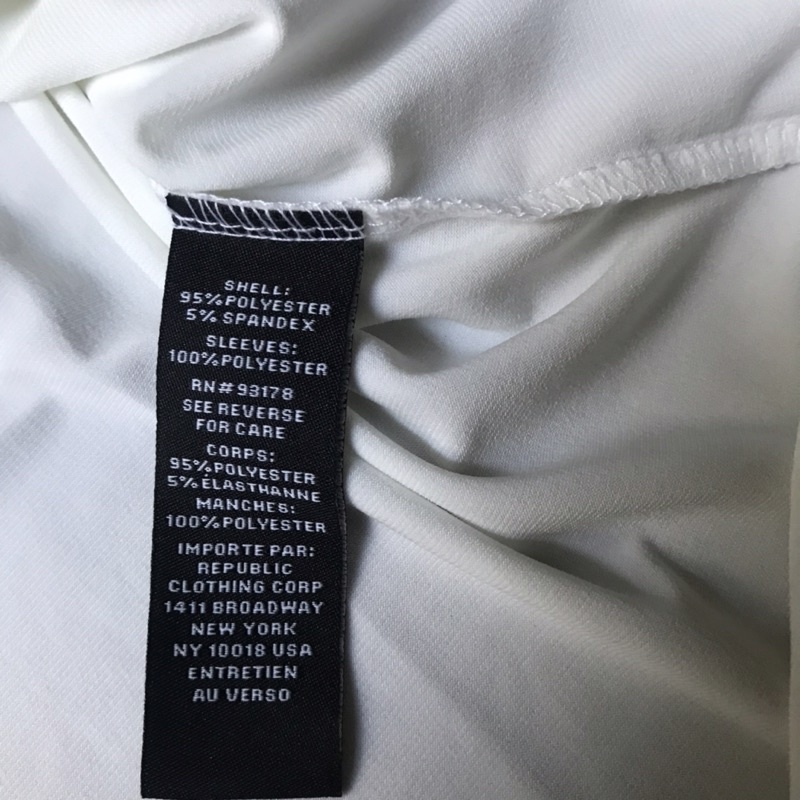 SHELL:
95%POLYESTER
5% SPANDEX
SLEEVES:
100%POLYESTER
RN#93178
SEE REVERSE
FOR CARE
CORPS:
95%POLYESTER
5%ÉLASTHANNE
MANCHES:
100%POLYESTER
IMPORTE PAR:
REPUBLIC
CLOTHING CORP
1411 BROADWAY
NEW YORK
NY 10018 USA
ENTRETIEN
AU VERSO